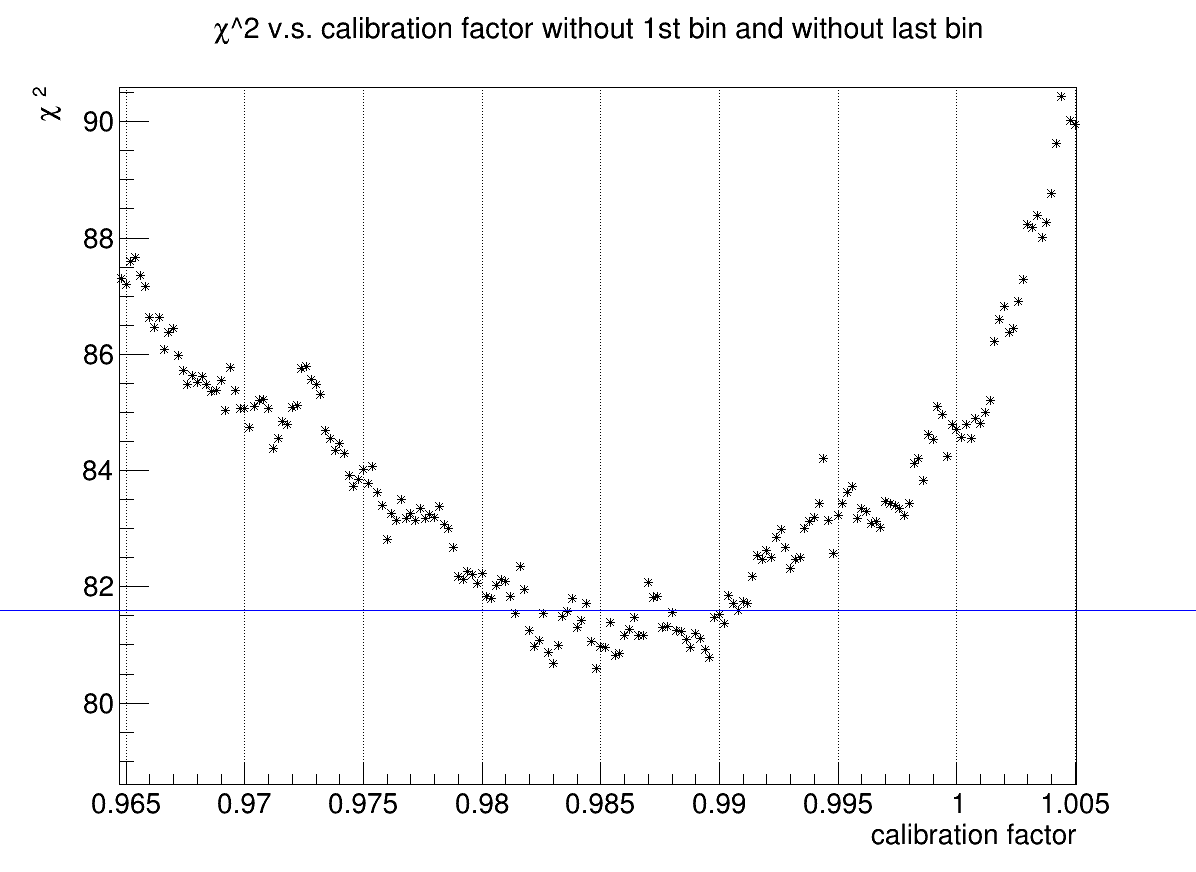 χ^2 v.s. calibration factor without 1st bin and without last bin
χ 2
90
88
86
84
82
80
0.965 0.97 0.975 0.98 0.985 0.99 0.995 1 1.005
calibration factor